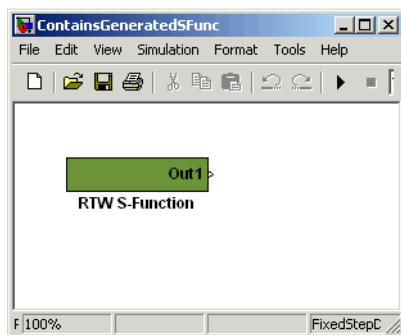 ContainsGeneratedSFunc
File Edit View Simulation Format Tools Help
Out1
RTW S-Function
F 100% FixedStepD